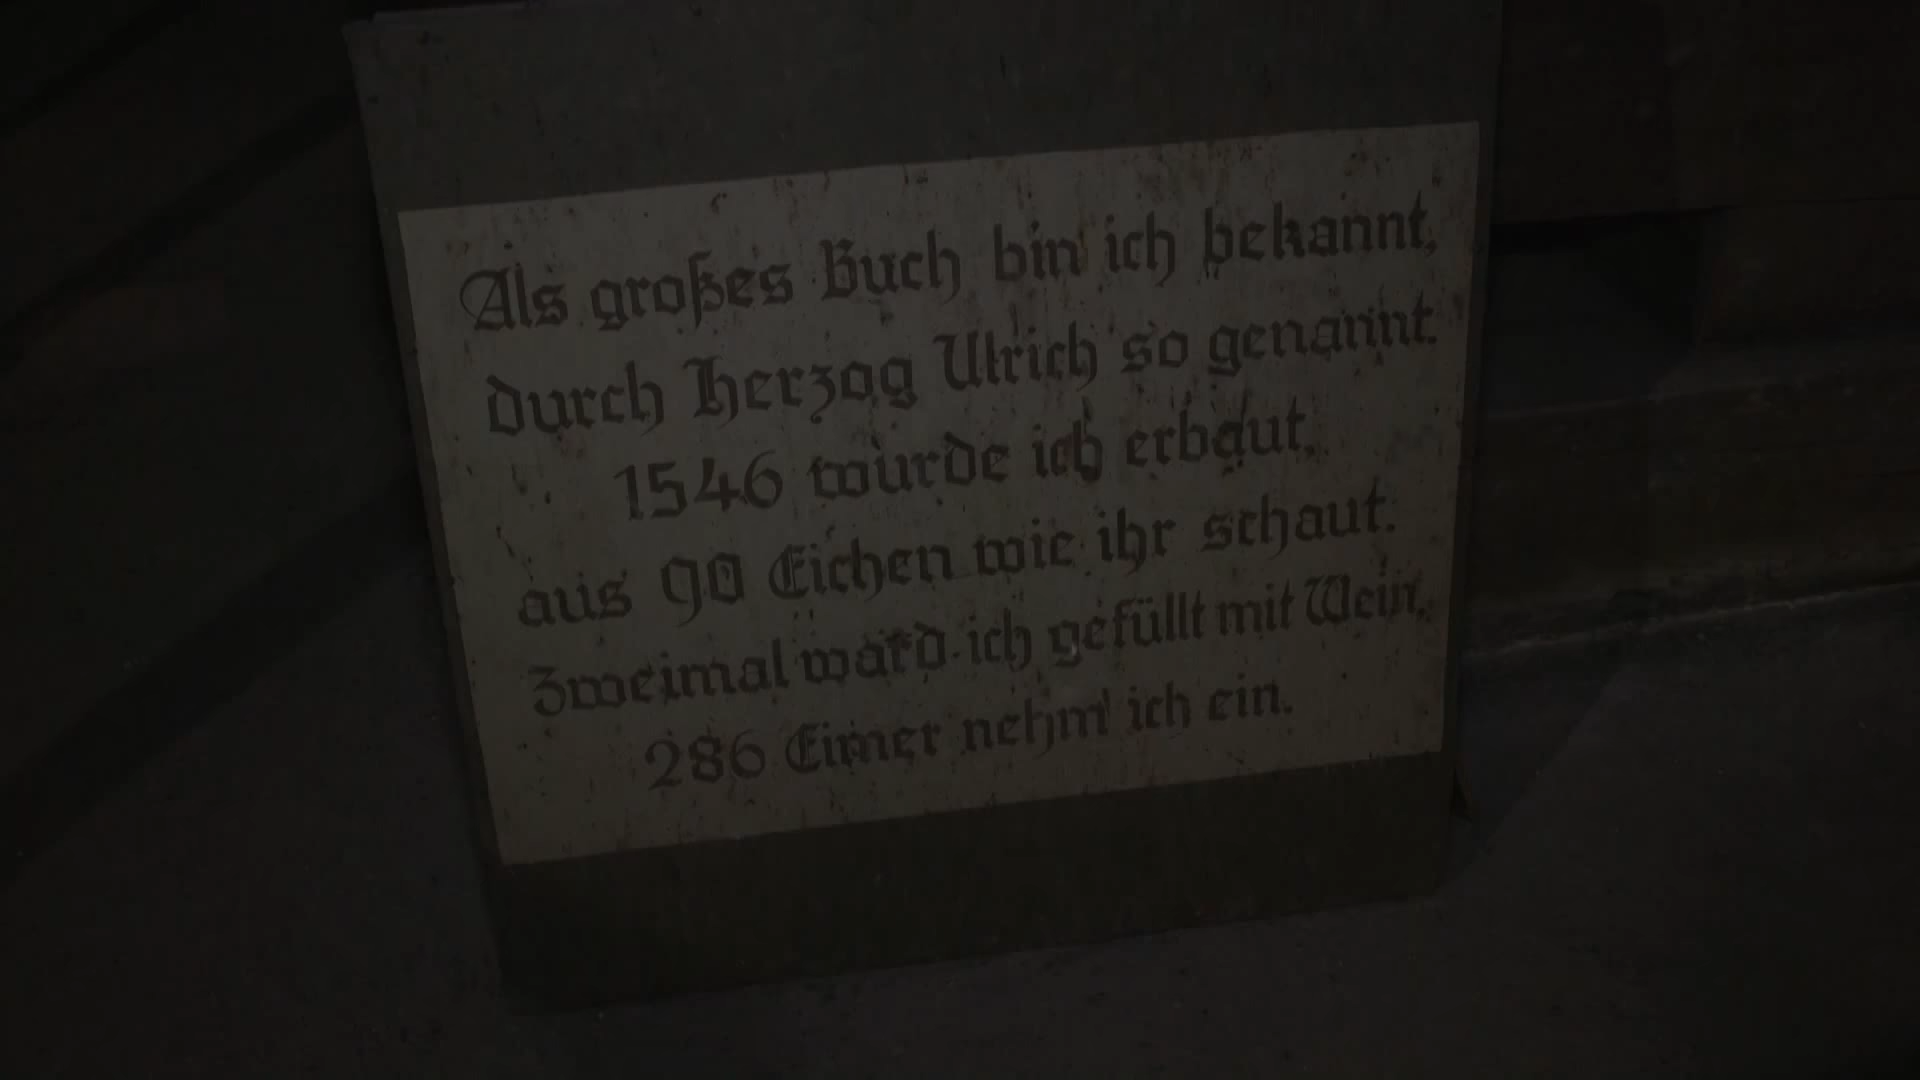 Als großes Buch bin ich bekannt,
durch Herzog Ulrich so genannt.
1546 wurde ich erbaut,
aus 90 Eichen wie ihr schaut.
Zweimal ward ich gefüllt mit Wein,
286 Eimer nehm' ich ein.